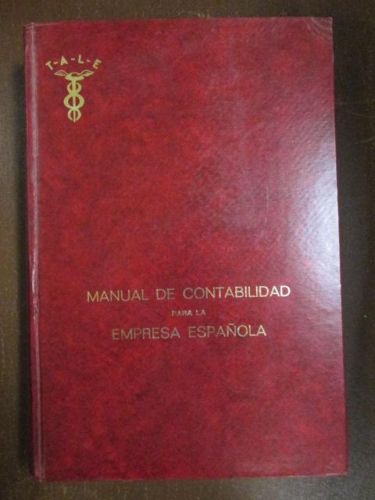 T-A-L-E
MANUAL DE CONTABILIDAD
PARA LA
EMPRESA ESPAÑOLA